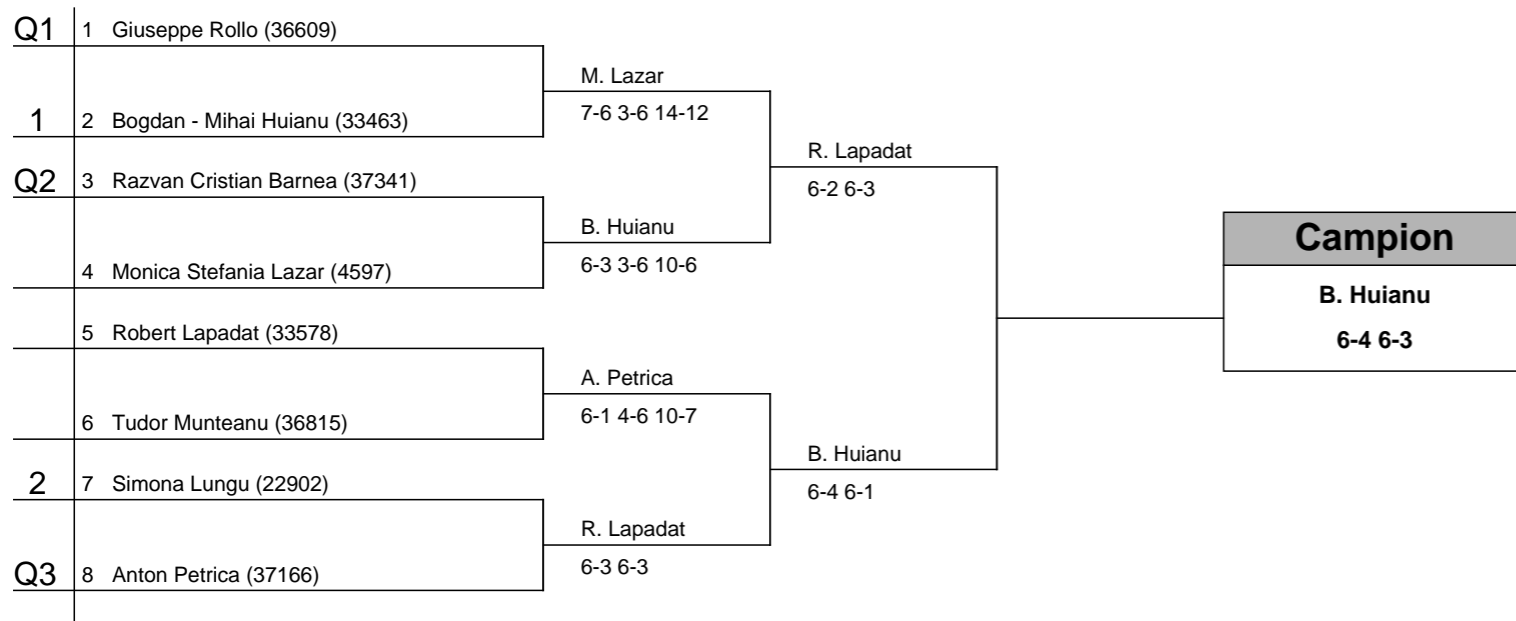 Q1 1 Giuseppe Rollo (36609)
M. Lazar
7-6 3-6 14-12
1 2 Bogdan - Mihai Huianu (33463)
R. Lapadat
6-2 6-3
Q2 3 Razvan Cristian Barnea (37341)
B. Huianu
6-3 3-6 10-6
4 Monica Stefania Lazar (4597)
Campion
B. Huianu
6-4 6-3
5 Robert Lapadat (33578)
A. Petrica
6-1 4-6 10-7
6 Tudor Munteanu (36815)
B. Huianu
6-4 6-1
2 7 Simona Lungu (22902)
R. Lapadat
6-3 6-3
Q3 8 Anton Petrica (37166)